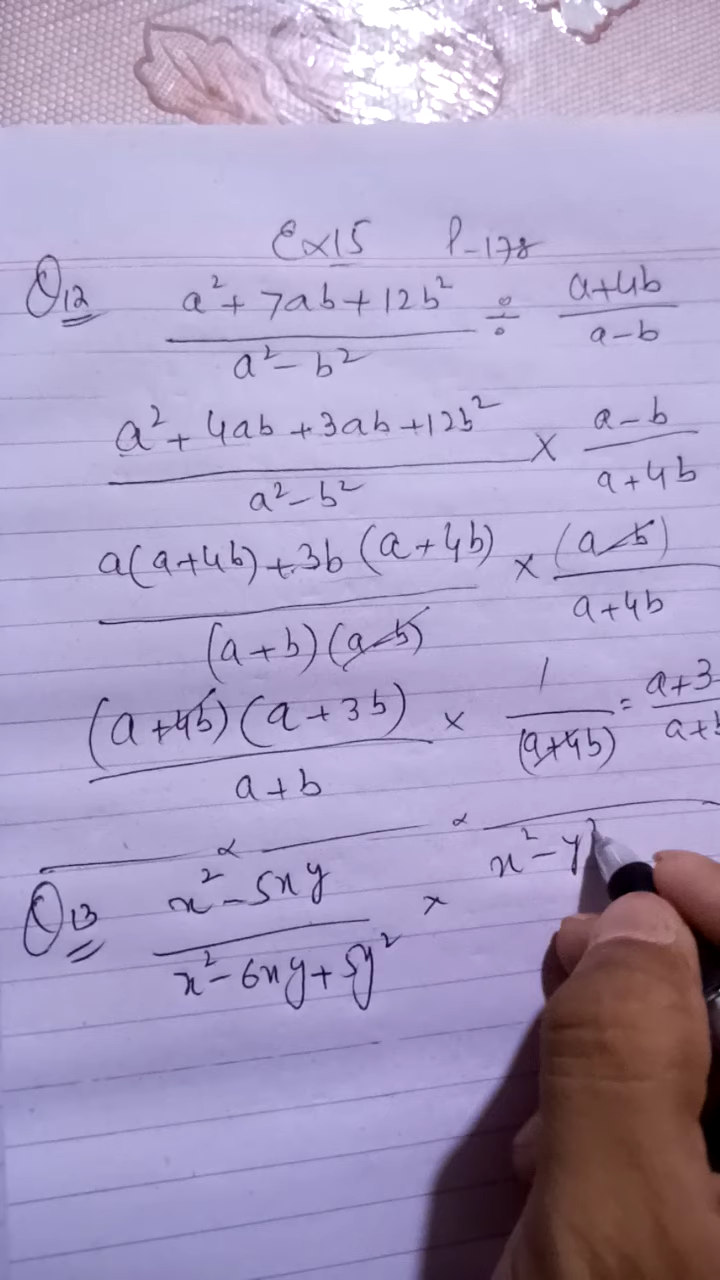 Ex15 P-178
Q12 a²+7ab+12b² / a²-b² ÷ a+4b / a-b
a²+4ab+3ab+12b² / a²-b² × a-b / a+4b
a(a+4b)+3b(a+4b) / (a+b)(a-b) × (a-b) / a+4b
(a+4b)(a+3b) / a+b × 1 / (a+4b) = a+3 / a+b
Q13 x²-5xy / x²-6xy+5y² × x²-y²